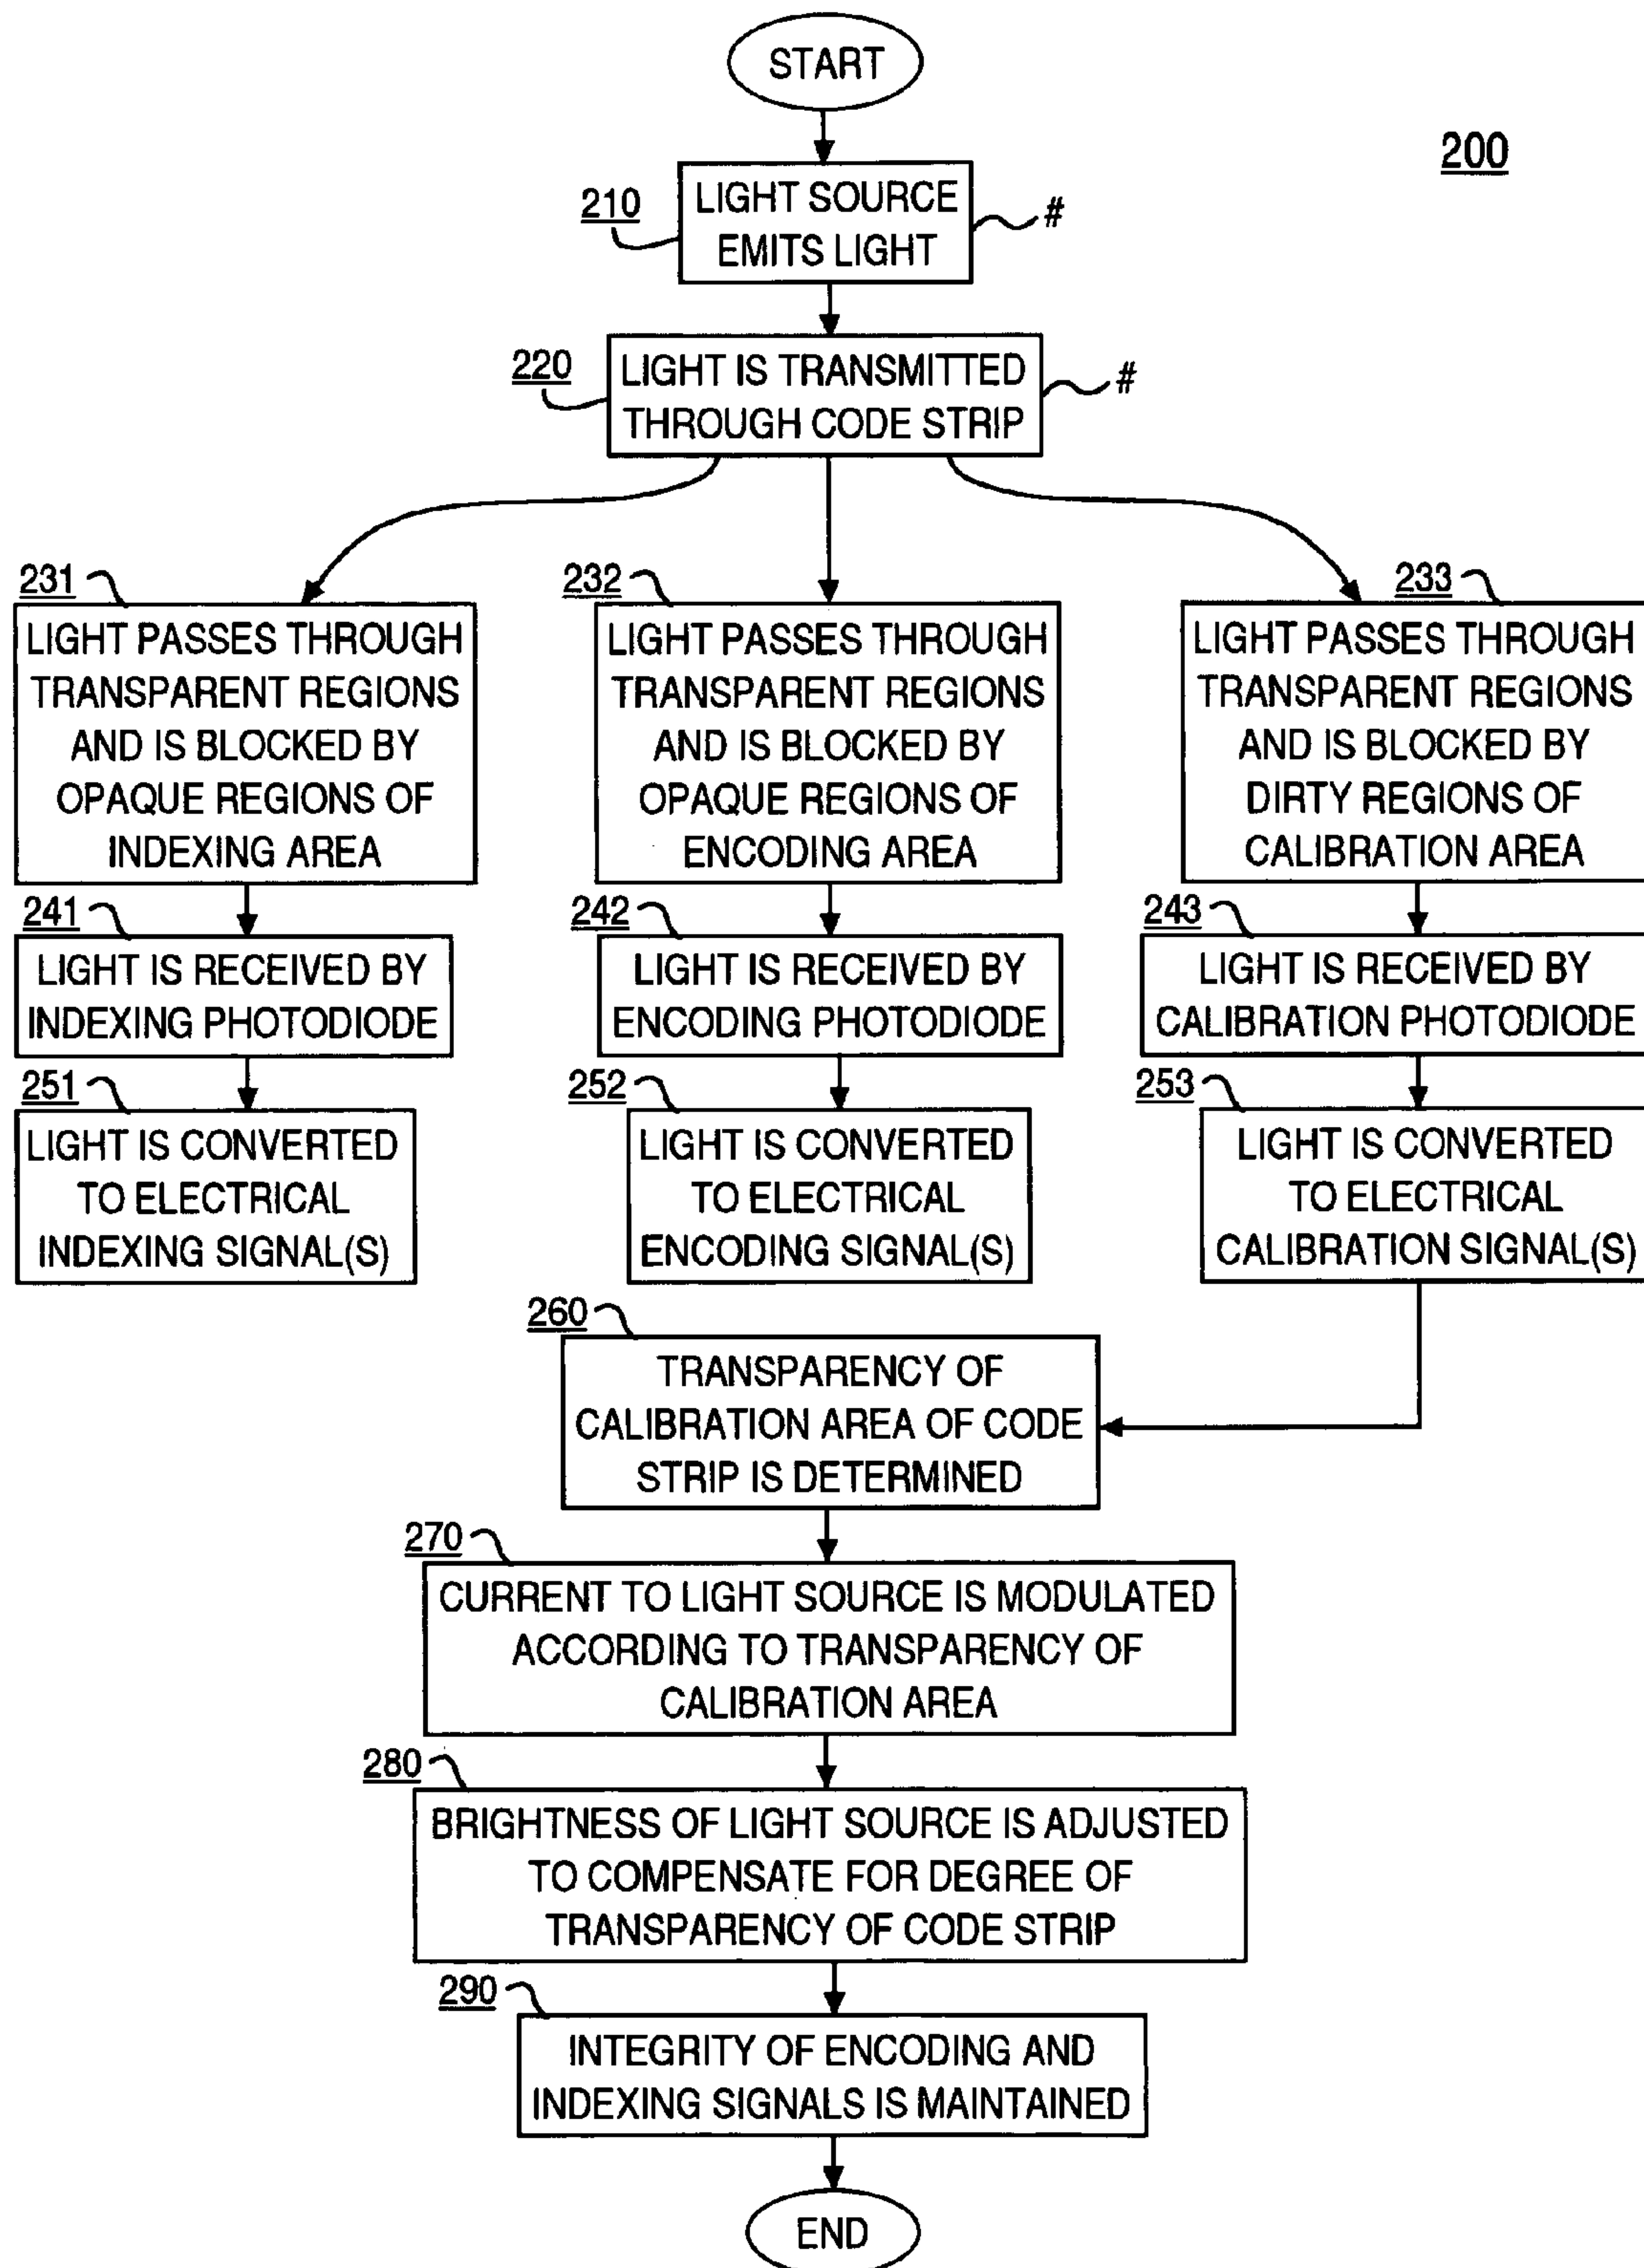 START
200
210
LIGHT SOURCE
EMITS LIGHT
#
220
LIGHT IS TRANSMITTED
THROUGH CODE STRIP
#
231
LIGHT PASSES THROUGH
TRANSPARENT REGIONS
AND IS BLOCKED BY
OPAQUE REGIONS OF
INDEXING AREA
232
LIGHT PASSES THROUGH
TRANSPARENT REGIONS
AND IS BLOCKED BY
OPAQUE REGIONS OF
ENCODING AREA
233
LIGHT PASSES THROUGH
TRANSPARENT REGIONS
AND IS BLOCKED BY
DIRTY REGIONS OF
CALIBRATION AREA
241
LIGHT IS RECEIVED BY
INDEXING PHOTODIODE
242
LIGHT IS RECEIVED BY
ENCODING PHOTODIODE
243
LIGHT IS RECEIVED BY
CALIBRATION PHOTODIODE
251
LIGHT IS CONVERTED
TO ELECTRICAL
INDEXING SIGNAL(S)
252
LIGHT IS CONVERTED
TO ELECTRICAL
ENCODING SIGNAL(S)
253
LIGHT IS CONVERTED
TO ELECTRICAL
CALIBRATION SIGNAL(S)
260
TRANSPARENCY OF
CALIBRATION AREA OF CODE
STRIP IS DETERMINED
270
CURRENT TO LIGHT SOURCE IS MODULATED
ACCORDING TO TRANSPARENCY OF
CALIBRATION AREA
280
BRIGHTNESS OF LIGHT SOURCE IS ADJUSTED
TO COMPENSATE FOR DEGREE OF
TRANSPARENCY OF CODE STRIP
290
INTEGRITY OF ENCODING AND
INDEXING SIGNALS IS MAINTAINED
END